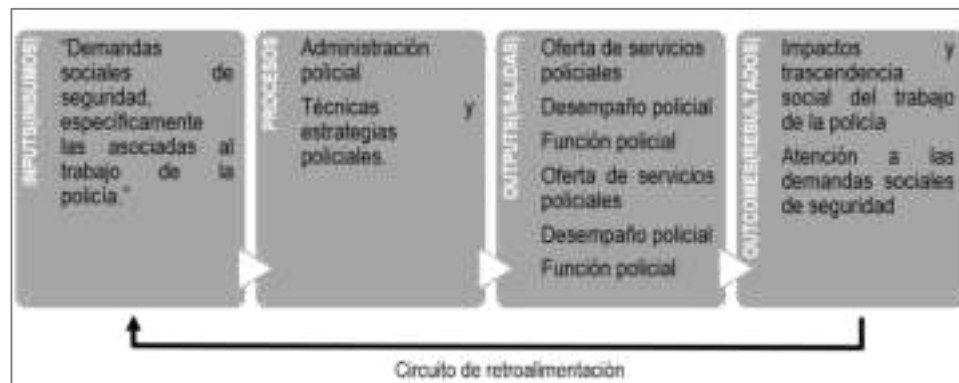 INPUTS(INSUMOS)
"Demandas
sociales de
seguridad,
específicamente
las asociadas al
trabajo de la
policía."
PROCESOS
Administración
policial
Técnicas y
estrategias
policiales.
OUTPUTS(SALIDAS)
Oferta de servicios
policiales
Desempeño policial
Función policial
Oferta de servicios
policiales
Desempeño policial
Función policial
OUTCOMES(RESULTADOS)
Impactos y
trascendencia
social del trabajo
de la policía
Atención a las
demandas sociales
de seguridad
Circuito de retroalimentación